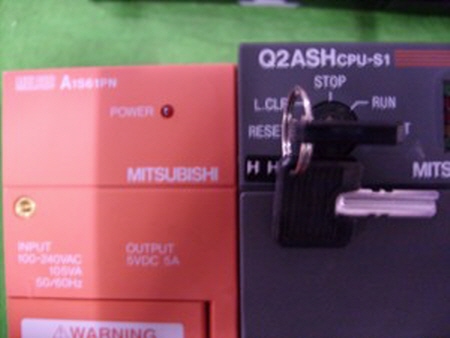 MELSEC A1S61PN
POWER
MITSUBISHI
INPUT
100-240VAC
105VA
50/60Hz
OUTPUT
5VDC 5A
WARNING
Q2ASHCPU-S1
STOP
L.CLR
RUN
RESET
MITS